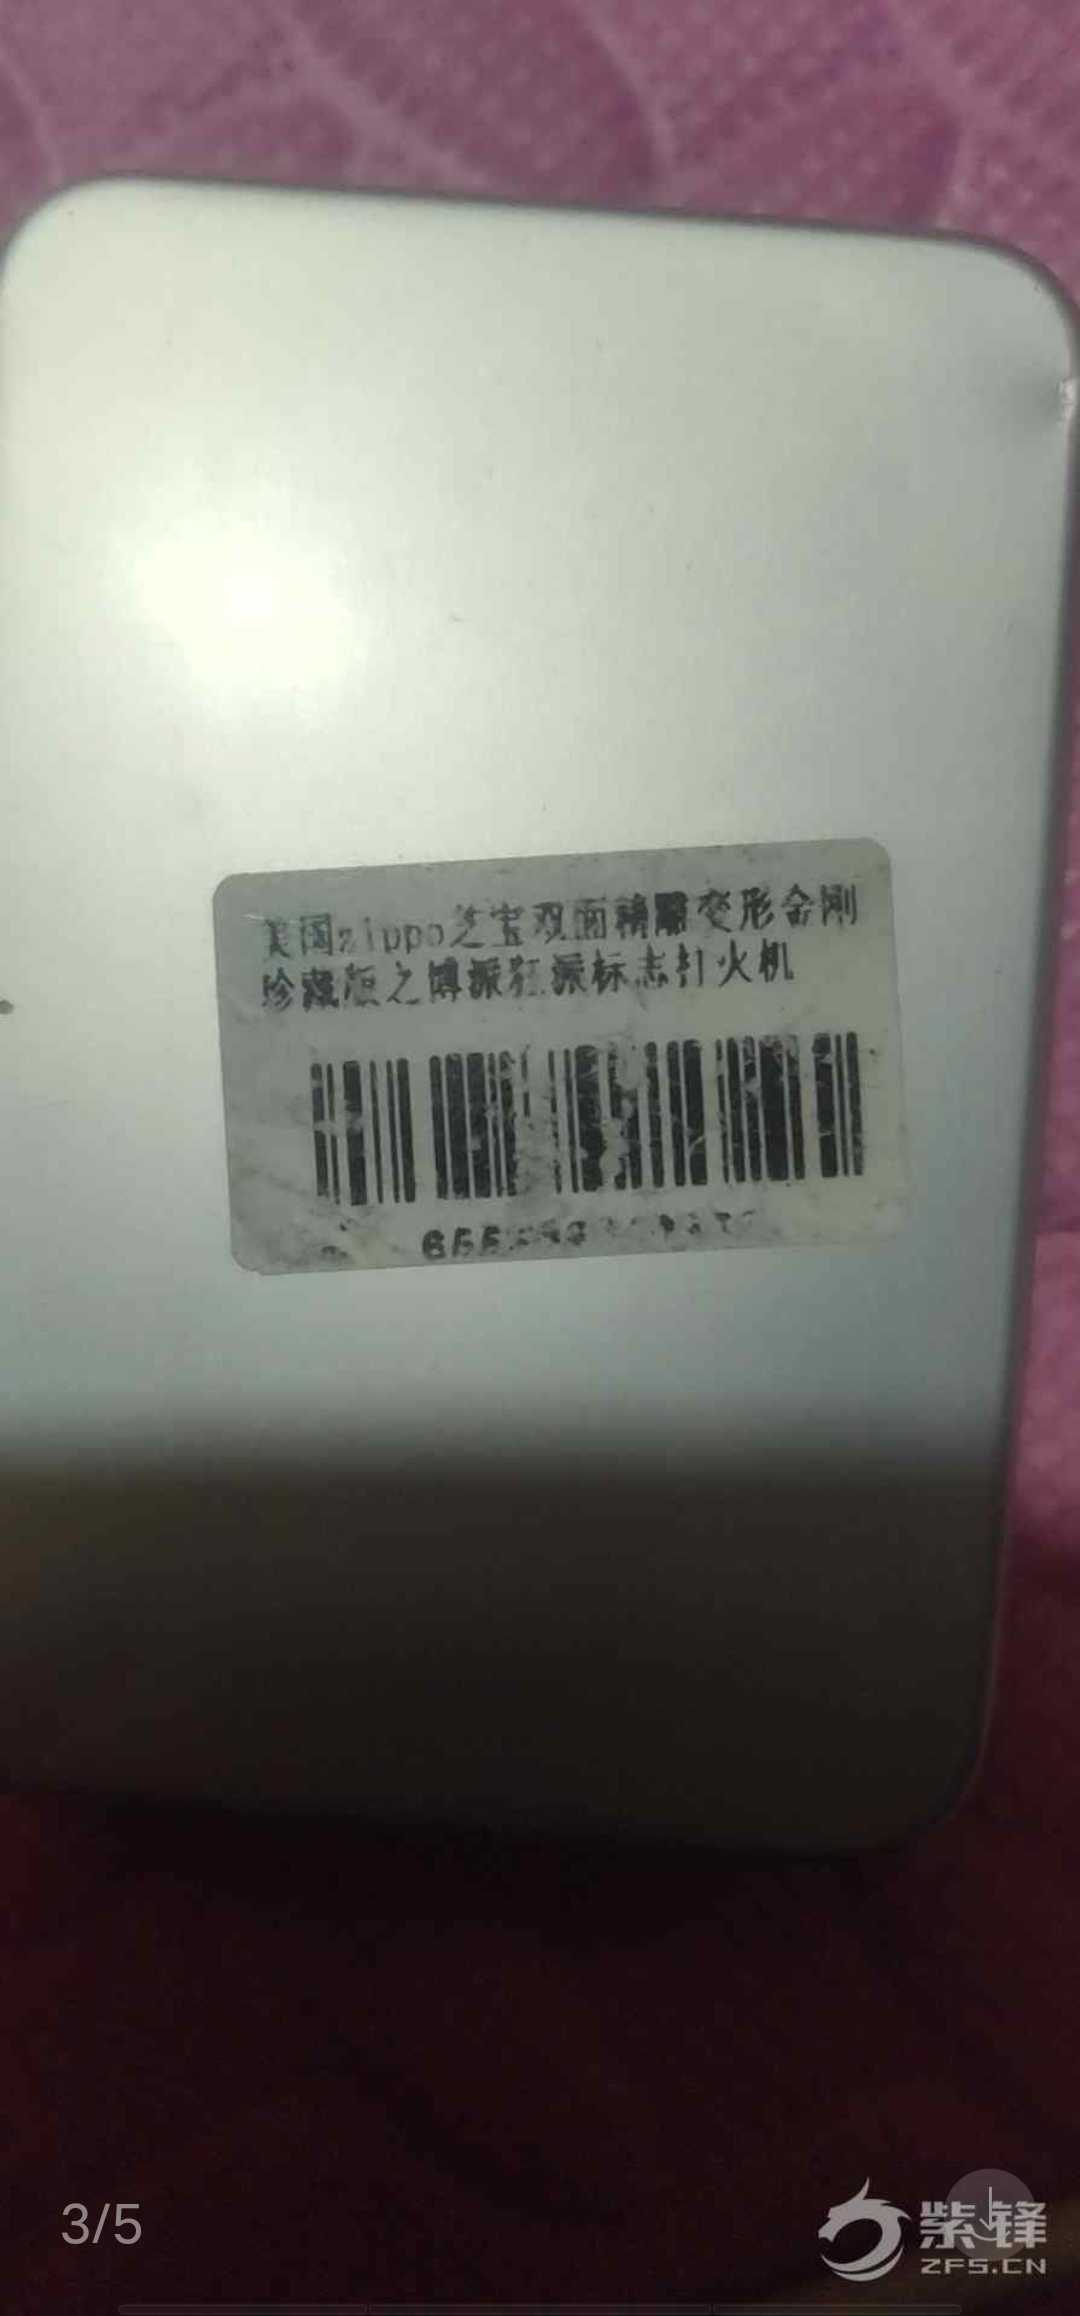 美国zippo芝宝双面精雕变形金刚
珍藏版之博派狂派标志打火机
3/5
紫锋
ZFS.CN